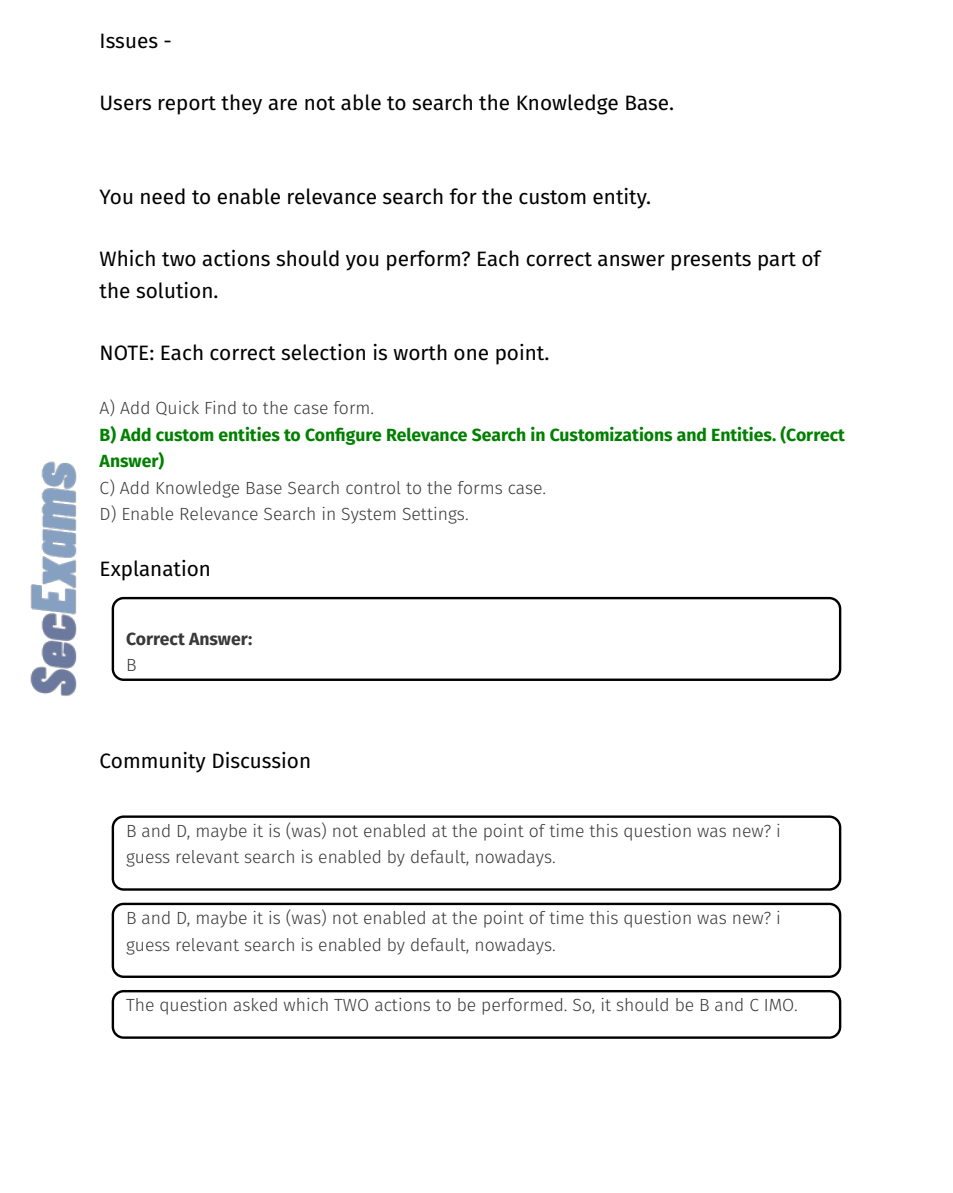 Issues -
Users report they are not able to search the Knowledge Base.
You need to enable relevance search for the custom entity.
Which two actions should you perform? Each correct answer presents part of
the solution.
NOTE: Each correct selection is worth one point.
A) Add Quick Find to the case form.
B) Add custom entities to Configure Relevance Search in Customizations and Entities. (Correct
Answer)
C) Add Knowledge Base Search control to the forms case.
D) Enable Relevance Search in System Settings.
SecExams
Explanation
Correct Answer:
B
Community Discussion
B and D, maybe it is (was) not enabled at the point of time this question was new? i
guess relevant search is enabled by default, nowadays.
B and D, maybe it is (was) not enabled at the point of time this question was new? i
guess relevant search is enabled by default, nowadays.
The question asked which TWO actions to be performed. So, it should be B and C IMO.